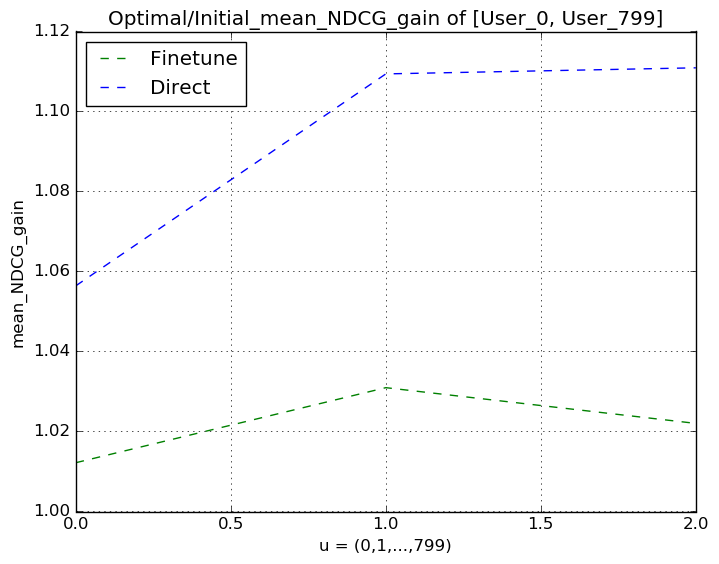 Optimal/Initial_mean_NDCG_gain of [User_0, User_799]
Finetune
Direct
mean_NDCG_gain
1.12
1.10
1.08
1.06
1.04
1.02
1.00
0.0 0.5 1.0 1.5 2.0
u = (0,1,...,799)